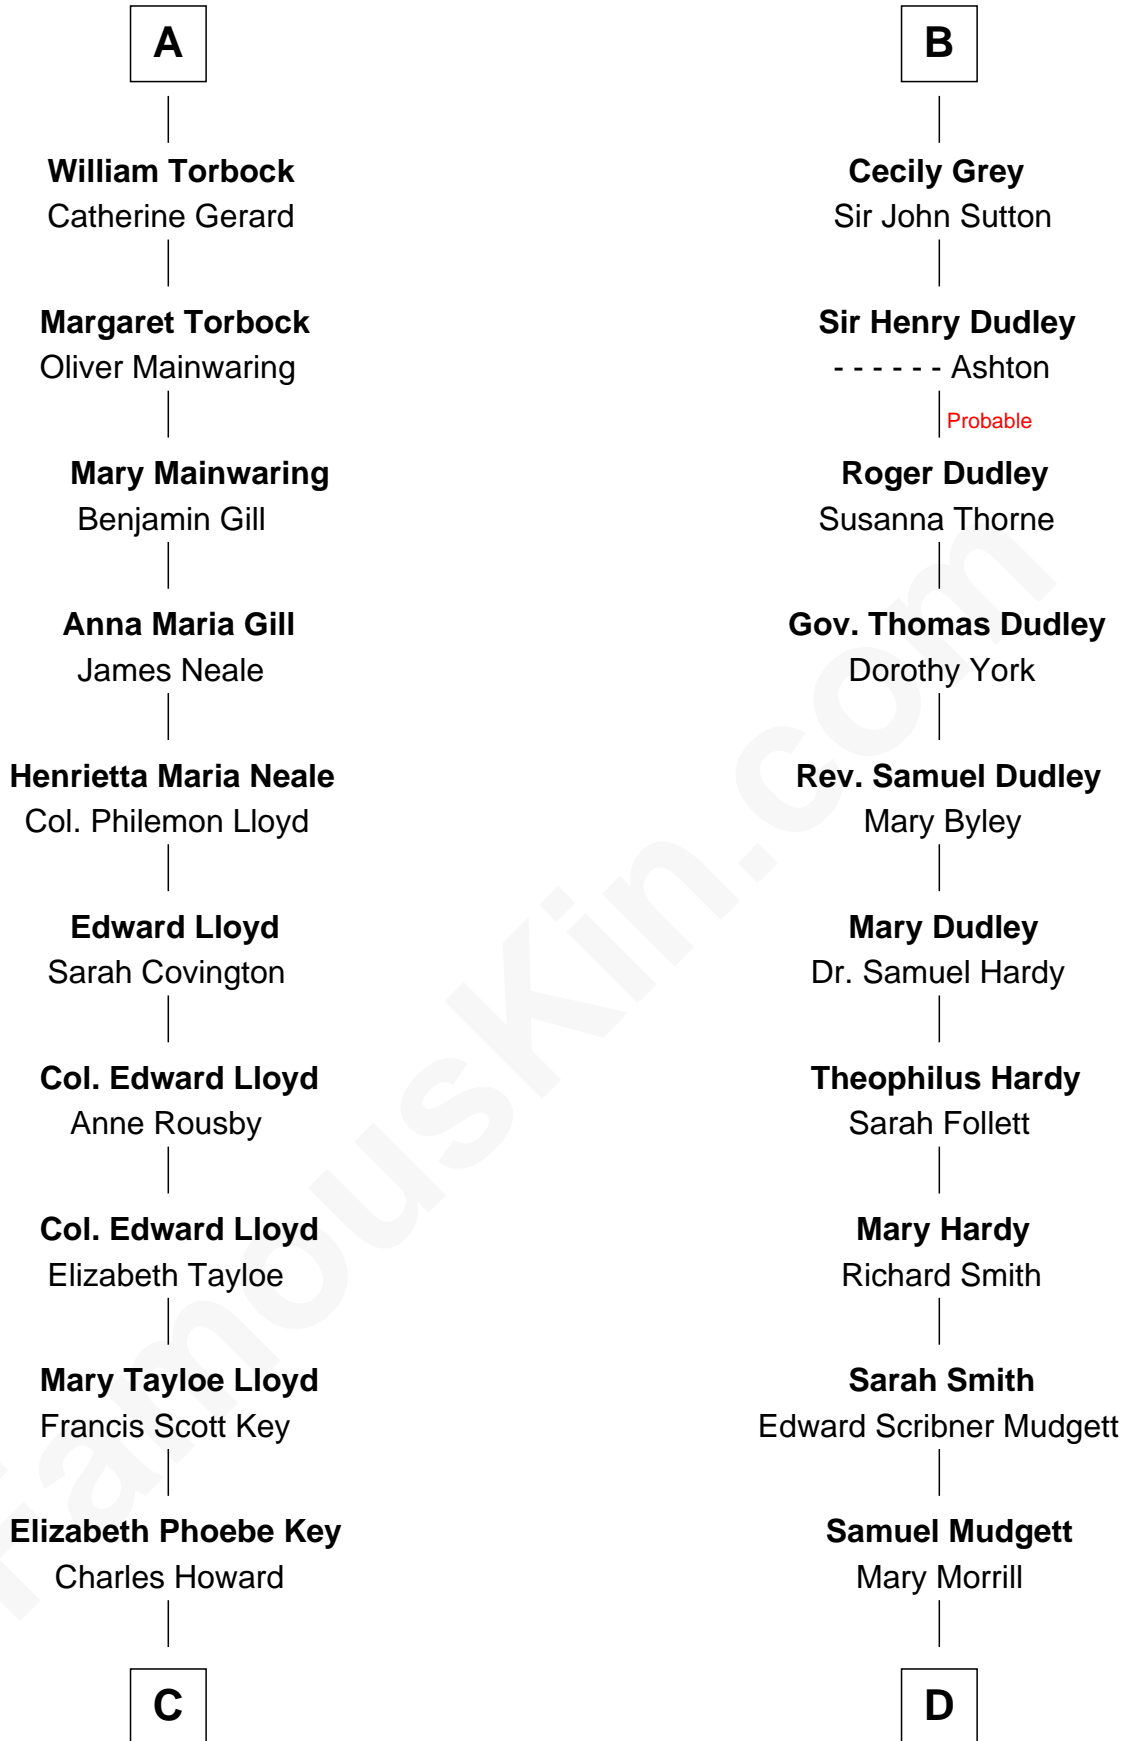 A
William Torbock
Catherine Gerard
Margaret Torbock
Oliver Mainwaring
Mary Mainwaring
Benjamin Gill
Anna Maria Gill
James Neale
Henrietta Maria Neale
Col. Philemon Lloyd
Edward Lloyd
Sarah Covington
Col. Edward Lloyd
Anne Rousby
Col. Edward Lloyd
Elizabeth Tayloe
Mary Tayloe Lloyd
Francis Scott Key
Elizabeth Phoebe Key
Charles Howard
C
B
Cecily Grey
Sir John Sutton
Sir Henry Dudley
- - - - - - Ashton
Probable
Roger Dudley
Susanna Thorne
Gov. Thomas Dudley
Dorothy York
Rev. Samuel Dudley
Mary Byley
Mary Dudley
Dr. Samuel Hardy
Theophilus Hardy
Sarah Follett
Mary Hardy
Richard Smith
Sarah Smith
Edward Scribner Mudgett
Samuel Mudgett
Mary Morrill
D
FamousKin.com